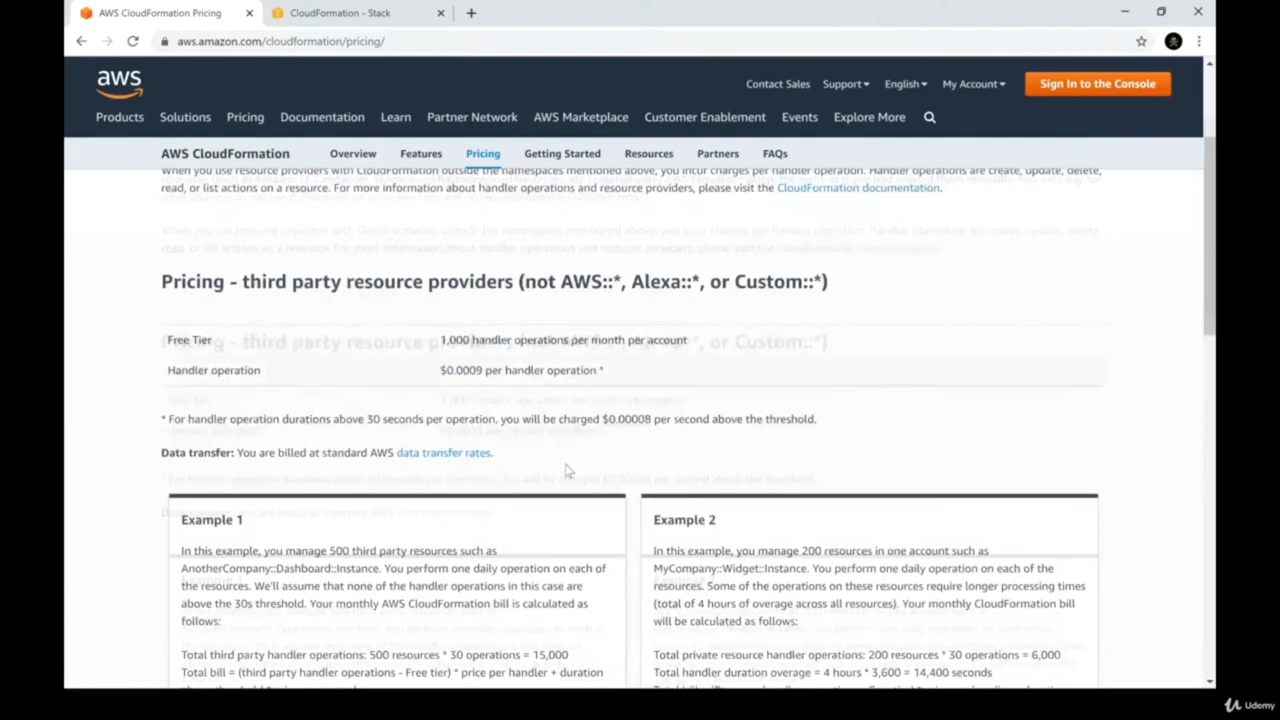 AWS CloudFormation Pricing
CloudFormation - Stack
aws.amazon.com/cloudformation/pricing/
aws
Contact Sales Support English My Account Sign In to the Console
Products Solutions Pricing Documentation Learn Partner Network AWS Marketplace Customer Enablement Events Explore More
AWS CloudFormation Overview Features Pricing Getting Started Resources Partners FAQs
When you use resource providers with CloudFormation outside the namespaces mentioned above, you incur charges per handler operation. Handler operations are create, update, delete,
read, or list actions on a resource. For more information about handler operations and resource providers, please visit the CloudFormation documentation.
Pricing - third party resource providers (not AWS::*, Alexa::*, or Custom::*)
Free Tier 1,000 handler operations per month per account
Handler operation $0.0009 per handler operation *
* For handler operation durations above 30 seconds per operation, you will be charged $0.00008 per second above the threshold.
Data transfer: You are billed at standard AWS data transfer rates.
Example 1
In this example, you manage 500 third party resources such as
AnotherCompany::Dashboard::Instance. You perform one daily operation on each of
the resources. We'll assume that none of the handler operations in this case are
above the 30s threshold. Your monthly AWS CloudFormation bill is calculated as
follows:
Total third party handler operations: 500 resources * 30 operations = 15,000
Total bill = (third party handler operations - Free tier) * price per handler + duration
Example 2
In this example, you manage 200 resources in one account such as
MyCompany::Widget::Instance. You perform one daily operation on each of the
resources. Some of the operations on these resources require longer processing times
(total of 4 hours of overage across all resources). Your monthly CloudFormation bill
will be calculated as follows:
Total private resource handler operations: 200 resources * 30 operations = 6,000
Total handler duration overage = 4 hours * 3,600 = 14,400 seconds
Udemy